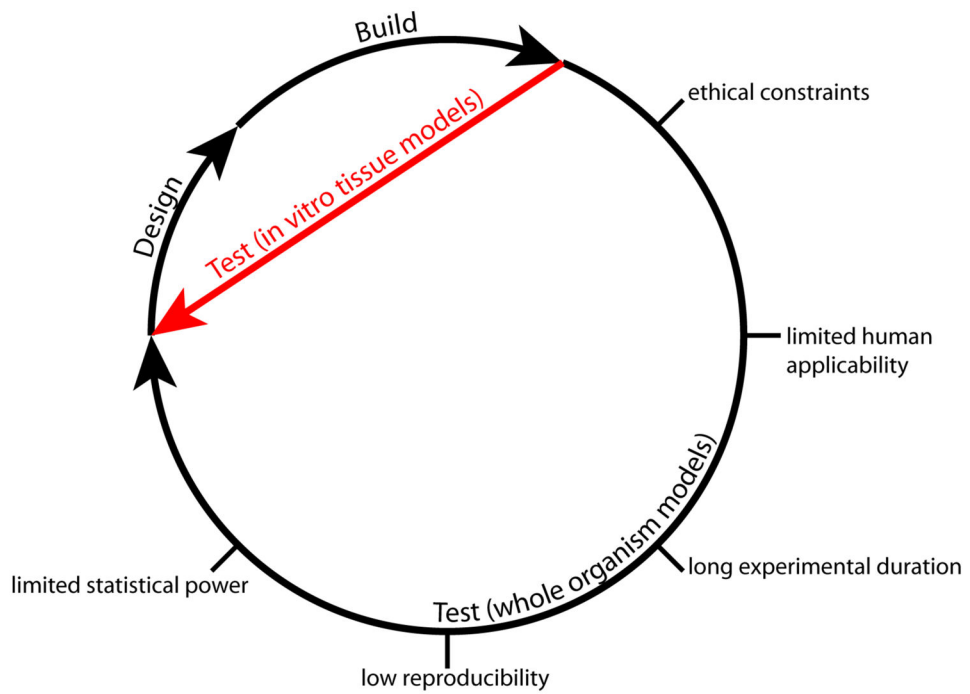 Build
ethical constraints
Design
Test (in vitro tissue models)
limited human
applicability
Test (whole organism models)
long experimental duration
limited statistical power
low reproducibility